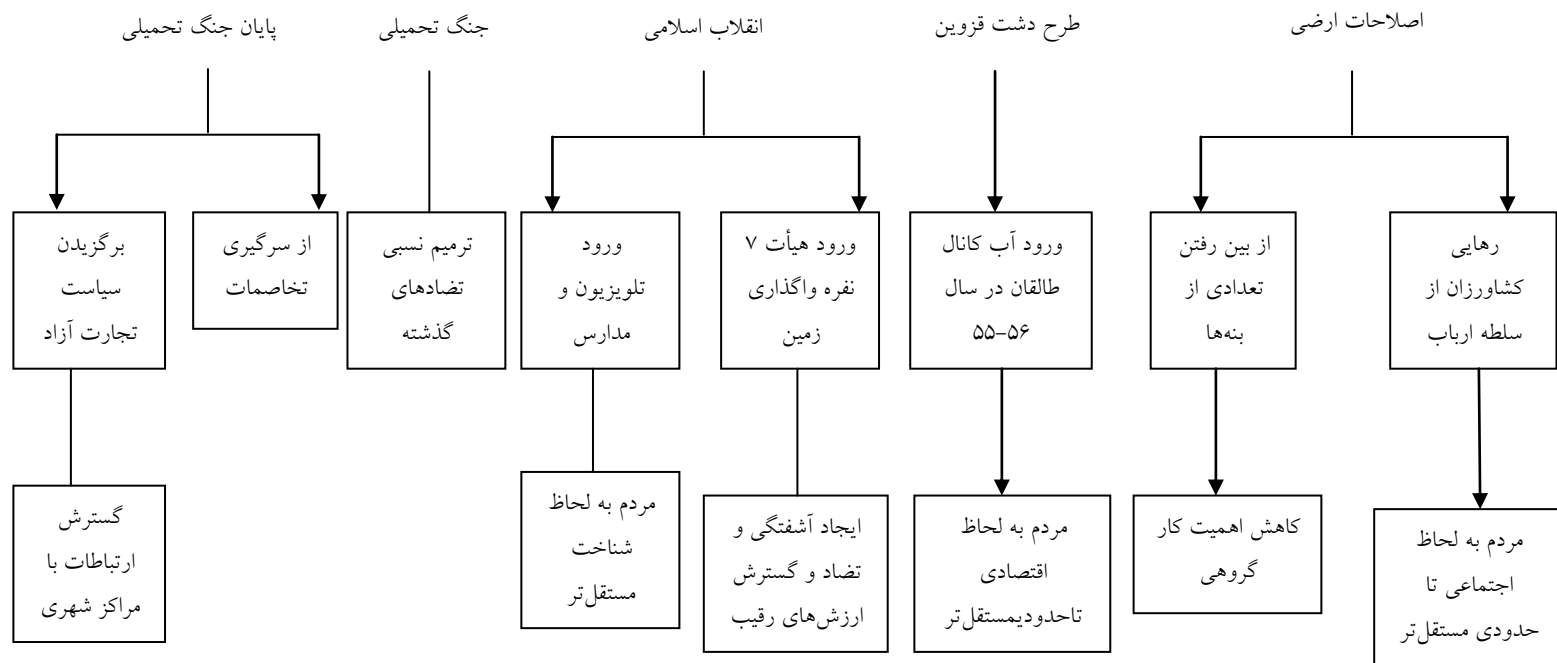 اصلاحات ارضی
طرح دشت قزوین
انقلاب اسلامی
جنگ تحمیلی
پایان جنگ تحمیلی
رهایی
کشاورزان از
سلطه ارباب
از بین رفتن
تعدادی از
بنه‌ها
ورود آب کانال
طالقان در سال
۵۵-۵۶
ورود هیأت ۷
نفره واگذاری
زمین
ورود
تلویزیون و
مدارس
ترمیم نسبی
تضادهای
گذشته
از سرگیری
تخاصمات
برگزیدن
سیاست
تجارت آزاد
مردم به لحاظ
اجتماعی تا
حدودی مستقل‌تر
کاهش اهمیت کار
گروهی
مردم به لحاظ
اقتصادی
تاحدودیمستقل‌تر
ایجاد آشفتگی و
تضاد و گسترش
ارزش‌های رقیب
مردم به لحاظ
شناخت
مستقل‌تر
گسترش
ارتباطات با
مراکز شهری